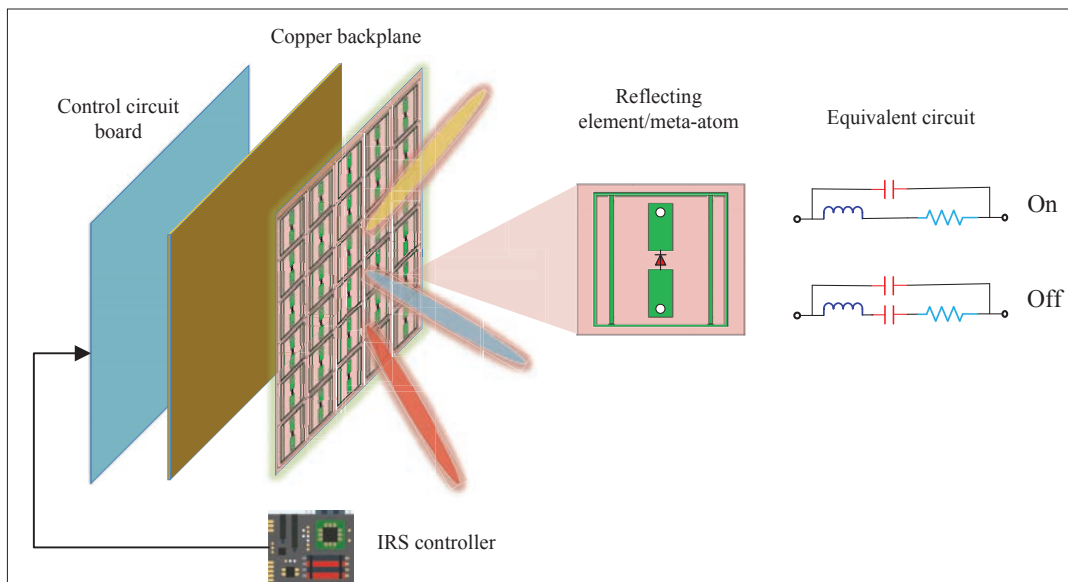 Copper backplane
Control circuit
board
Reflecting
element/meta-atom
Equivalent circuit
On
Off
IRS controller